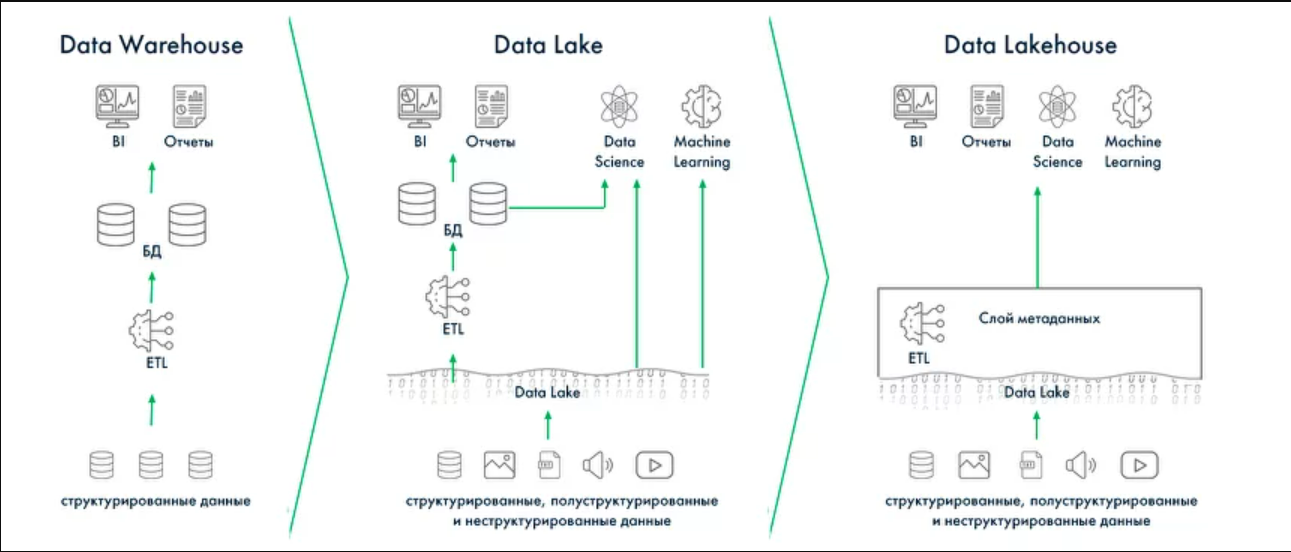 Data Warehouse
BI
Отчеты
БД
ETL
структурированные данные
Data Lake
BI
Отчеты
Data
Science
Machine
Learning
БД
ETL
Data Lake
TXT
структурированные, полуструктурированные
и неструктурированные данные
Data Lakehouse
BI
Отчеты
Data
Science
Machine
Learning
Слой метаданных
ETL
Data Lake
TXT
структурированные, полуструктурированные
и неструктурированные данные